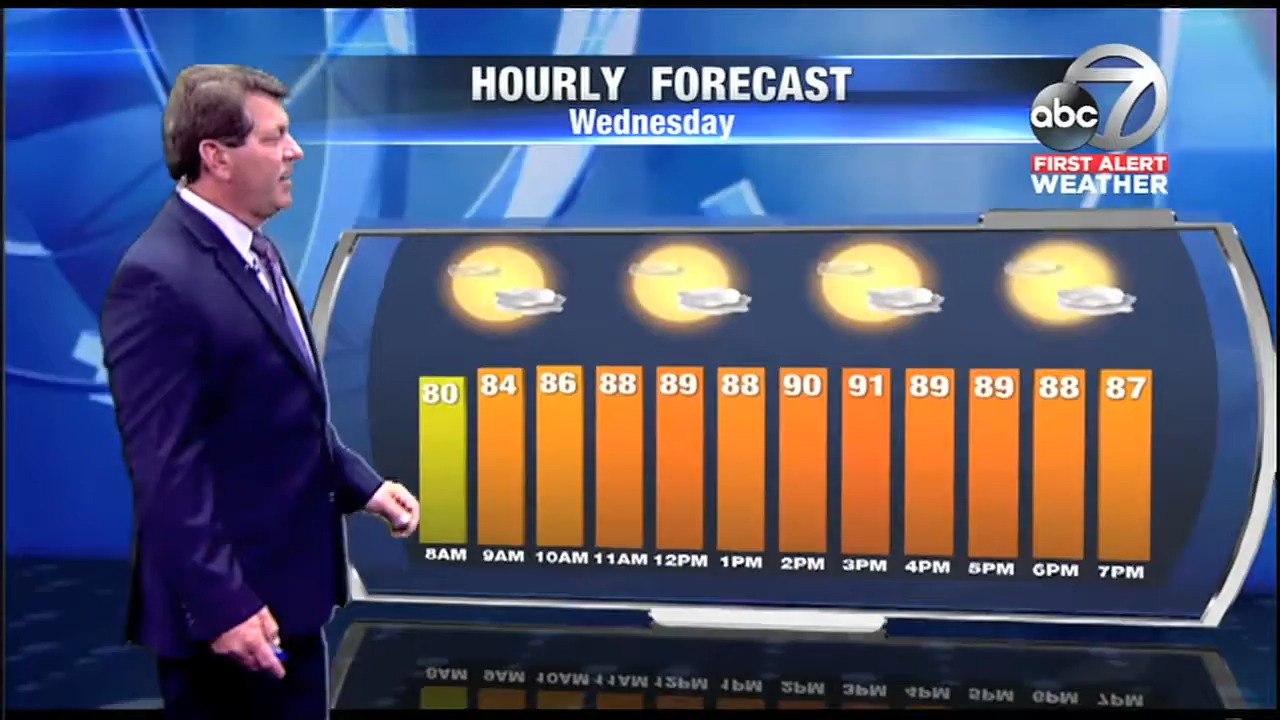 HOURLY FORECAST
Wednesday
abc 7
FIRST ALERT
WEATHER
80 84 86 88 89 88 90 91 89 89 88 87
8AM 9AM 10AM 11AM 12PM 1PM 2PM 3PM 4PM 5PM 6PM 7PM